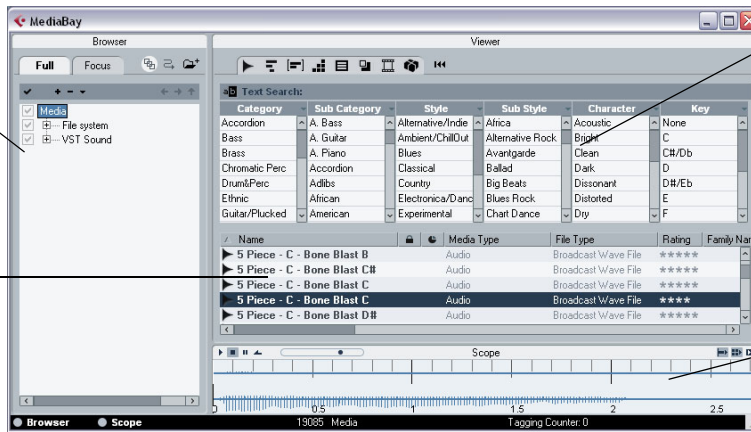 MediaBay
Browser
Full Focus
Media
File system
VST Sound
Viewer
Text Search:
Category Sub Category Style Sub Style Character Key
Accordion A. Bass Alternative/Indie Africa Acoustic None
Bass A. Guitar Ambient/ChillOut Alternative Rock Bright C
Brass A. Piano Blues Avantgarde Clean C#/Db
Chromatic Perc Accordion Classical Ballad Dark D
Drum&Perc Adlibs Country Big Beats Dissonant D#/Eb
Ethnic African Electronica/Danc Blues Rock Distorted E
Guitar/Plucked American Experimental Chart Dance Dry F
Name Media Type File Type Rating Family Nar
5 Piece - C - Bone Blast B Audio Broadcast Wave File *****
5 Piece - C - Bone Blast C# Audio Broadcast Wave File *****
5 Piece - C - Bone Blast C Audio Broadcast Wave File *****
5 Piece - C - Bone Blast C Audio Broadcast Wave File ****
5 Piece - C - Bone Blast D# Audio Broadcast Wave File *****
Scope
0 0.5 1 1.5 2 2.5
Browser Scope 19085 Media Tagging Counter: 0